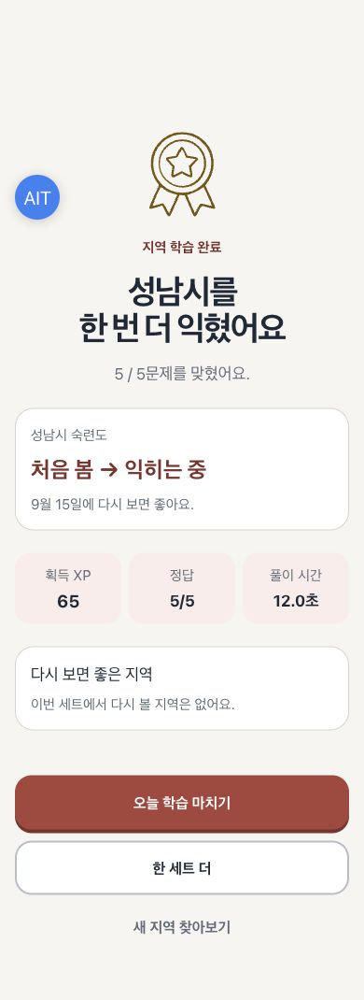 AIT
지역 학습 완료
성남시를
한 번 더 익혔어요
5 / 5문제를 맞혔어요.
성남시 숙련도
처음 봄 → 익히는 중
9월 15일에 다시 보면 좋아요.
획득 XP
65
정답
5/5
풀이 시간
12.0초
다시 보면 좋은 지역
이번 세트에서 다시 볼 지역은 없어요.
오늘 학습 마치기
한 세트 더
새 지역 찾아보기